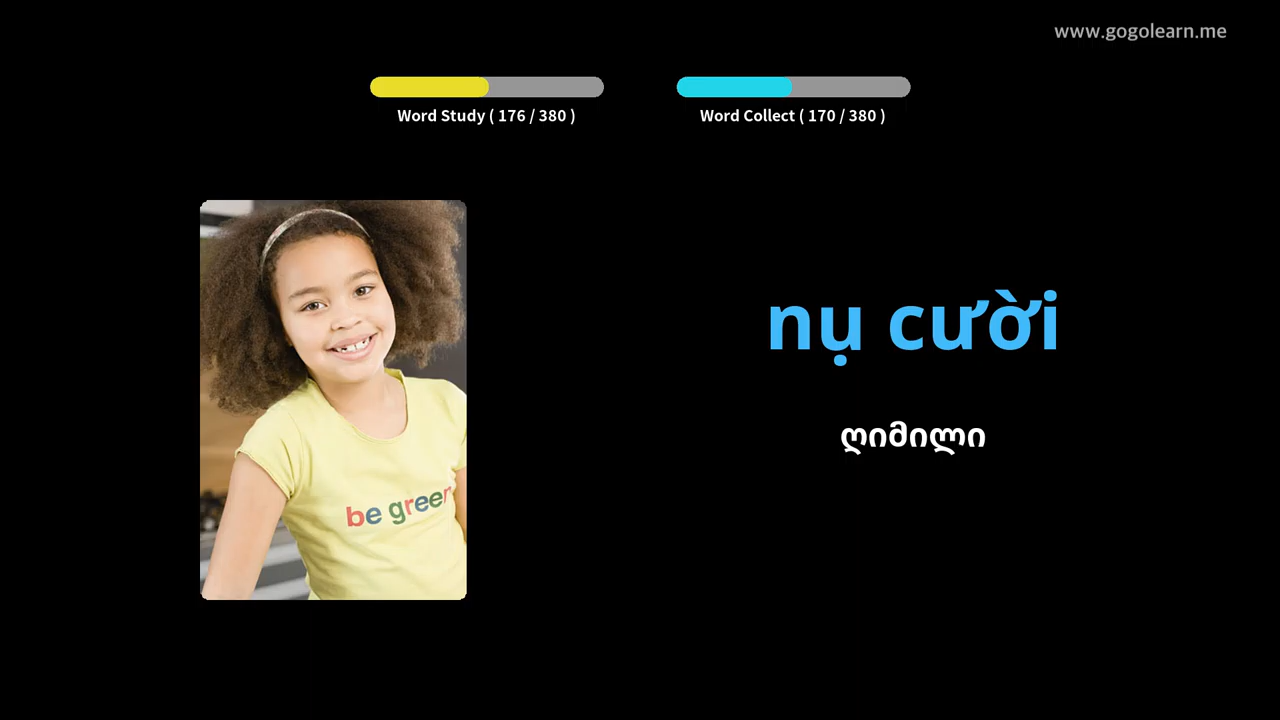 www.gogolearn.me
Word Study ( 176 / 380 )
Word Collect ( 170 / 380 )
nụ cười
ღიმილი
be green